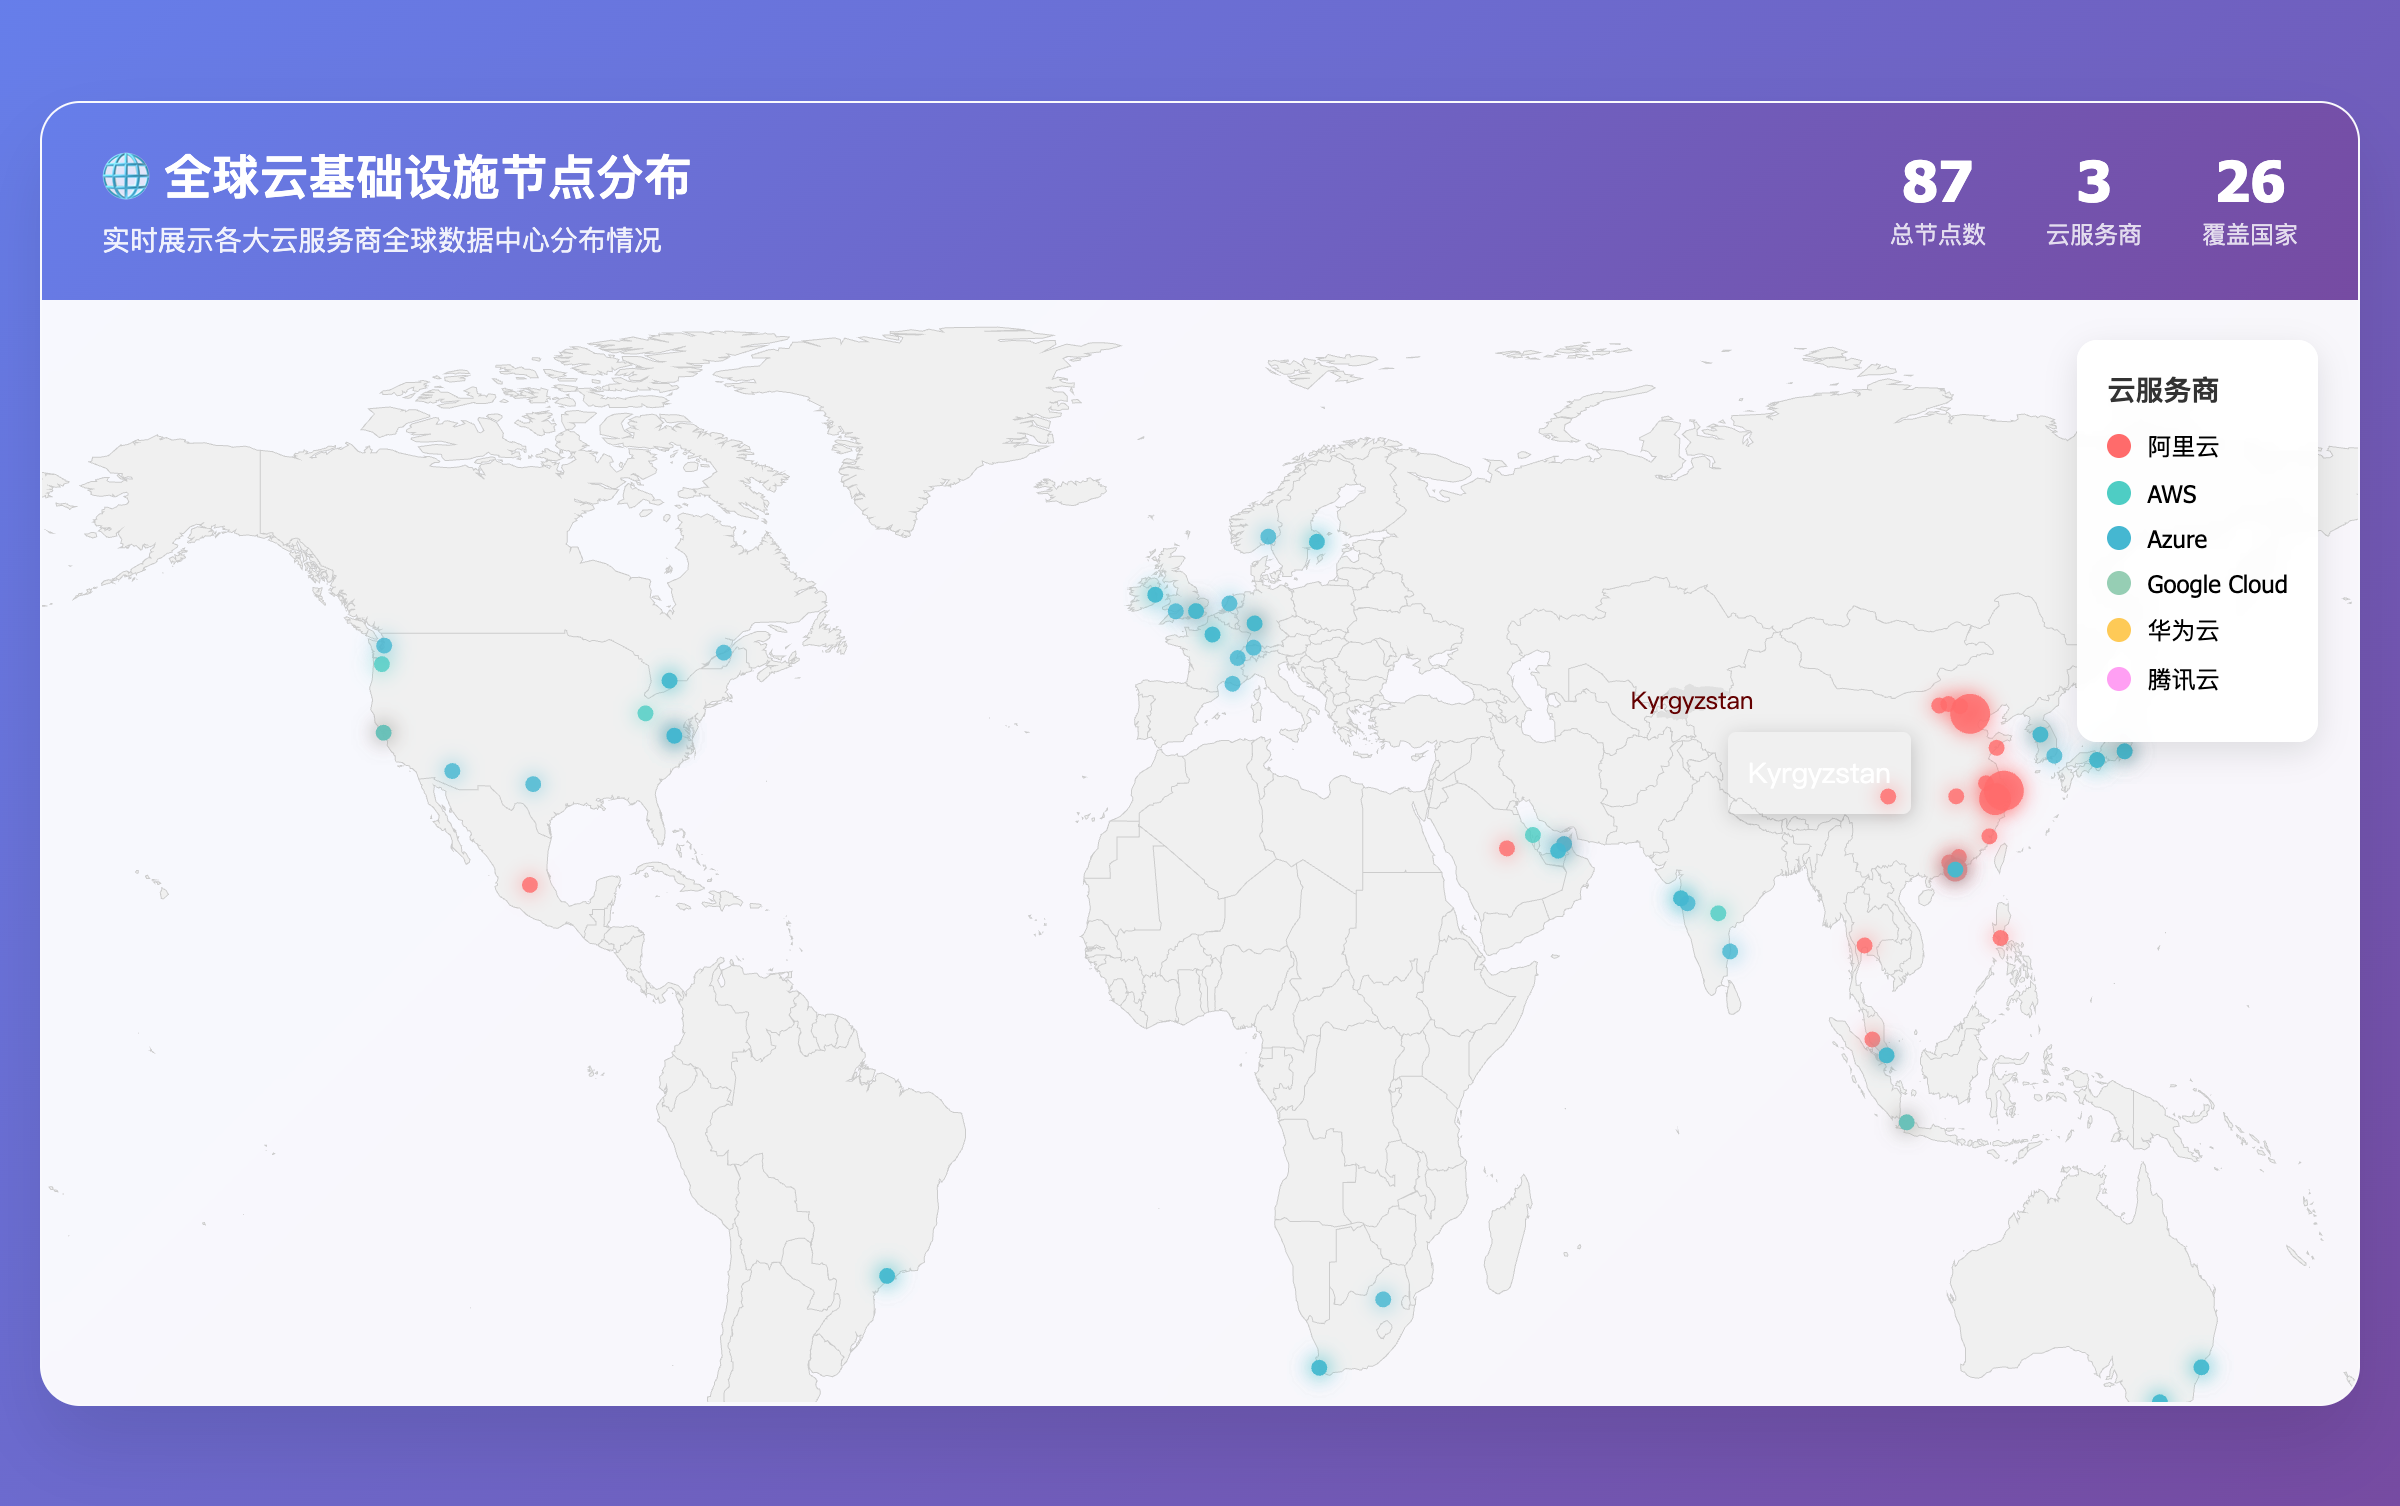 全球云基础设施节点分布
实时展示各大云服务商全球数据中心分布情况
87
总节点数
3
云服务商
26
覆盖国家
云服务商
阿里云
AWS
Azure
Google Cloud
华为云
腾讯云
Kyrgyzstan
Kyrgyzstan